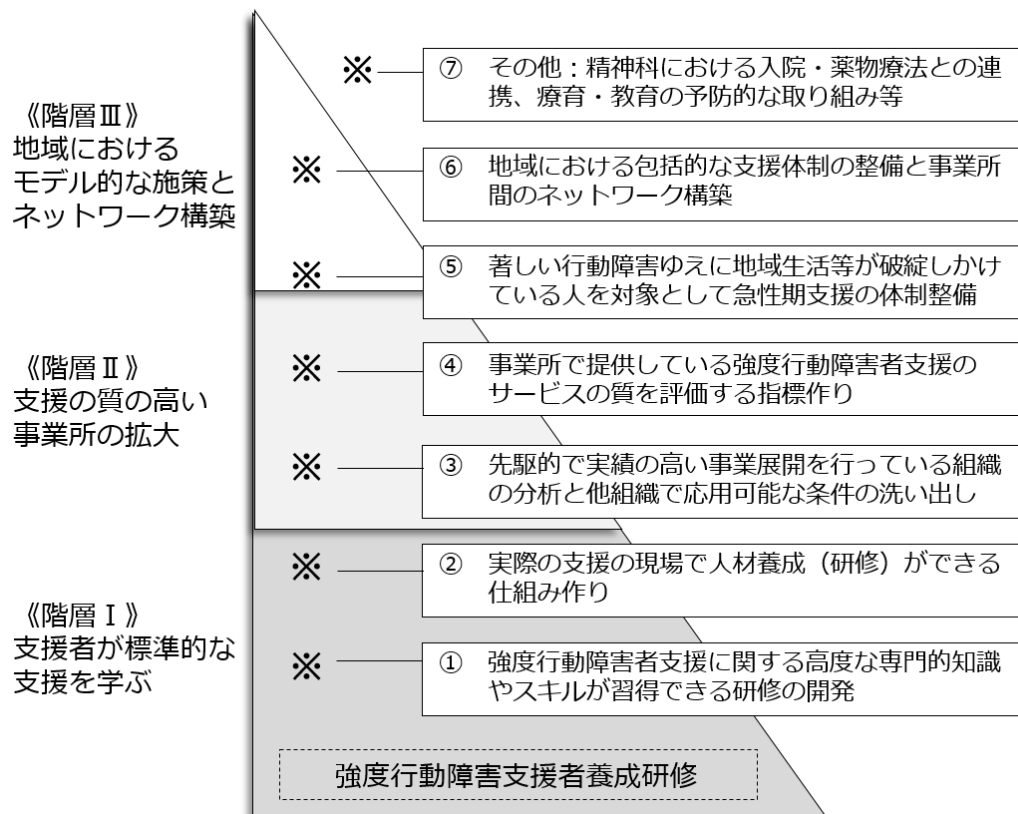 ※ ⑦ その他：精神科における入院・薬物療法との連
携、療育・教育の予防的な取り組み等
《階層Ⅲ》
地域における
モデル的な施策と
ネットワーク構築
※ ⑥ 地域における包括的な支援体制の整備と事業所
間のネットワーク構築
※ ⑤ 著しい行動障害ゆえに地域生活等が破綻しかけ
ている人を対象として急性期支援の体制整備
《階層Ⅱ》
支援の質の高い
事業所の拡大
※ ④ 事業所で提供している強度行動障害者支援の
サービスの質を評価する指標作り
※ ③ 先駆的で実績の高い事業展開を行っている組織
の分析と他組織で応用可能な条件の洗い出し
※ ② 実際の支援の現場で人材養成（研修）ができる
仕組み作り
《階層Ⅰ》
支援者が標準的な
支援を学ぶ
※ ① 強度行動障害者支援に関する高度な専門的知識
やスキルが習得できる研修の開発
強度行動障害支援者養成研修